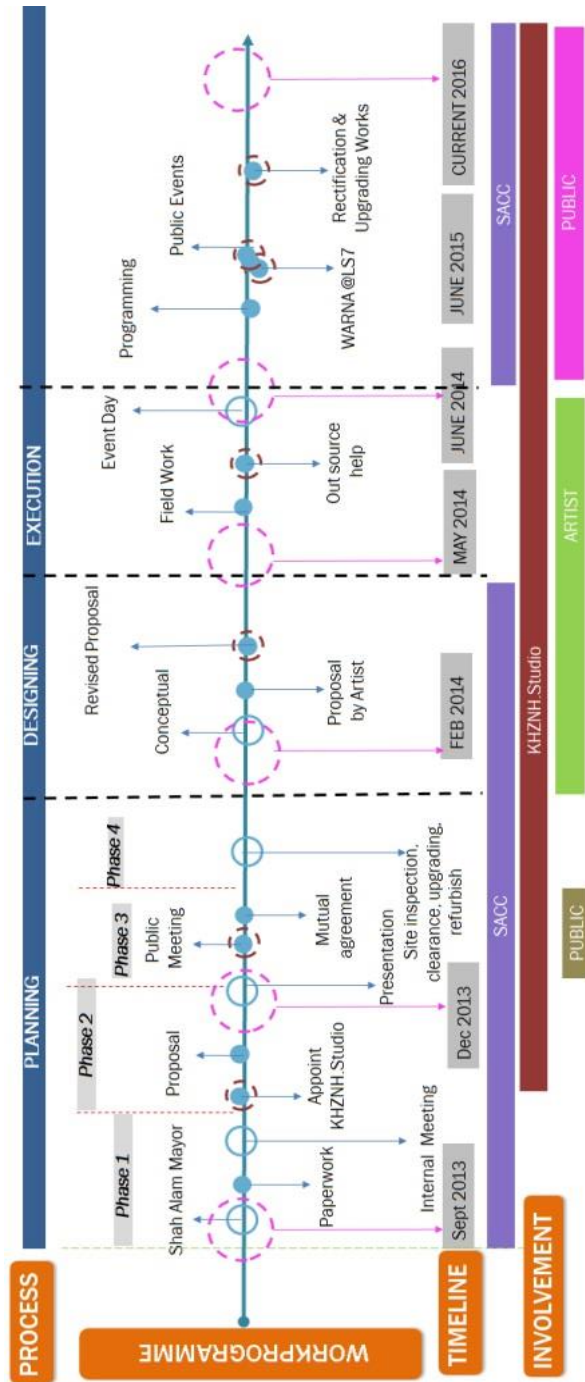 PROCESS
PLANNING
DESIGNING
EXECUTION
WORKPROGRAMME
Phase 1
Phase 2
Phase 3
Phase 4
Shah Alam Mayor
Paperwork
Internal Meeting
Appoint
KHZNH.Studio
Proposal
Presentation
Public
Meeting
Mutual
agreement
Site inspection,
clearance, upgrading,
refurbish
Conceptual
Proposal
by Artist
Revised Proposal
Field Work
Out source
help
Event Day
Programming
WARNA@LS7
Public Events
Rectification &
Upgrading Works
TIMELINE
Sept 2013
Dec 2013
FEB 2014
MAY 2014
JUNE 2014
JUNE 2015
CURRENT 2016
INVOLVEMENT
SACC
SACC
KHZNH.Studio
PUBLIC
ARTIST
PUBLIC